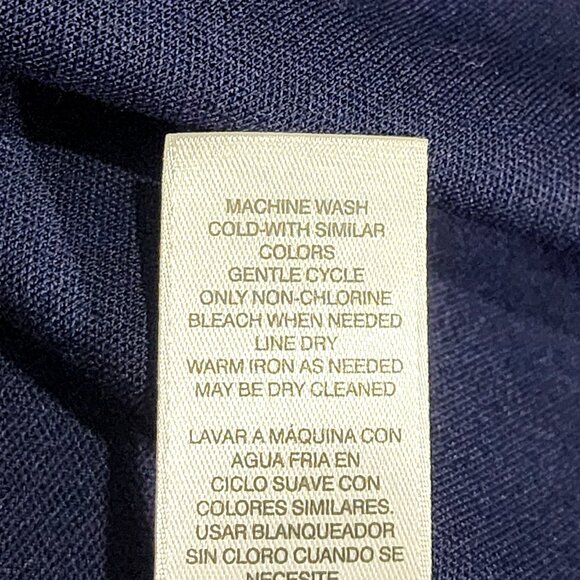 MACHINE WASH
COLD-WITH SIMILAR
COLORS
GENTLE CYCLE
ONLY NON-CHLORINE
BLEACH WHEN NEEDED
LINE DRY
WARM IRON AS NEEDED
MAY BE DRY CLEANED
LAVAR A MÁQUINA CON
AGUA FRIA EN
CICLO SUAVE CON
COLORES SIMILARES.
USAR BLANQUEADOR
SIN CLORO CUANDO SE
NECESITE